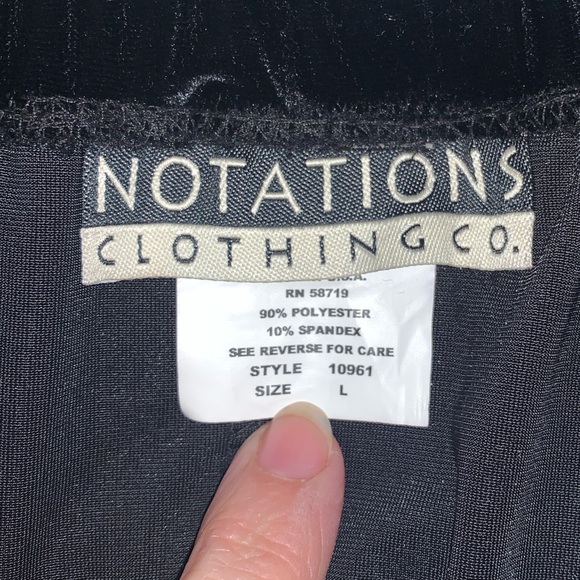 NOTATIONS
CLOTHING CO.
U.S.A.
RN 58719
90% POLYESTER
10% SPANDEX
SEE REVERSE FOR CARE
STYLE 10961
SIZE L